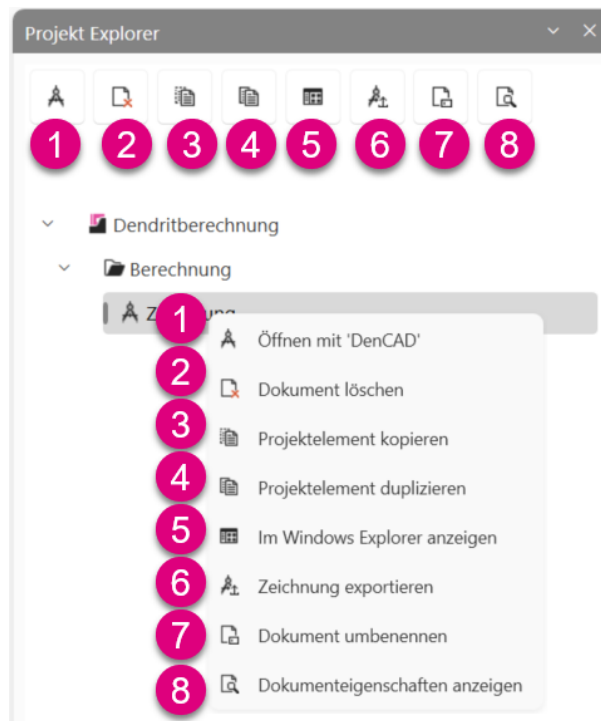 Projekt Explorer
1 2 3 4 5 6 7 8
Dendritberechnung
Berechnung
1
Öffnen mit 'DenCAD'
2
Dokument löschen
3
Projektelement kopieren
4
Projektelement duplizieren
5
Im Windows Explorer anzeigen
6
Zeichnung exportieren
7
Dokument umbenennen
8
Dokumenteigenschaften anzeigen